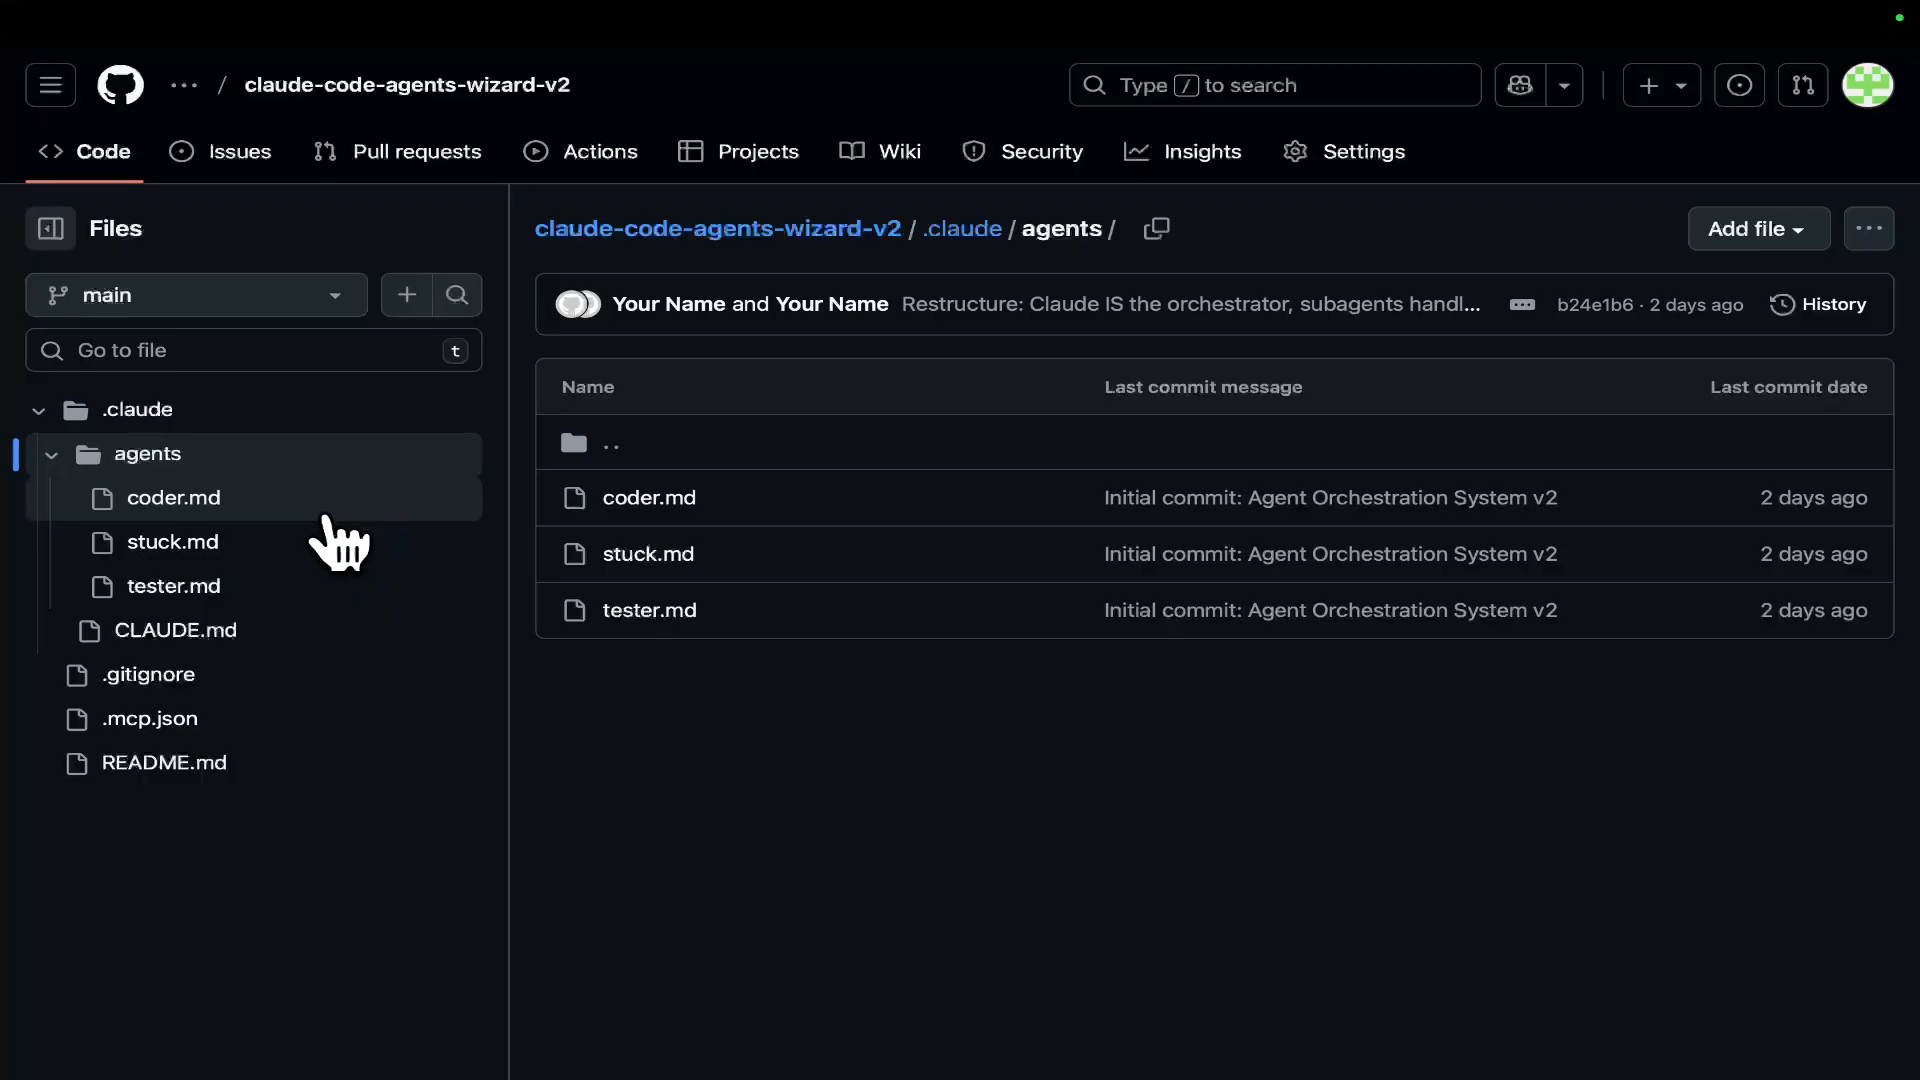 ... / claude-code-agents-wizard-v2
Type / to search
Code
Issues
Pull requests
Actions
Projects
Wiki
Security
Insights
Settings
Files
main
Go to file
t
.claude
agents
coder.md
stuck.md
tester.md
CLAUDE.md
.gitignore
.mcp.json
README.md
claude-code-agents-wizard-v2 / .claude / agents /
Add file
Your Name and Your Name Restructure: Claude IS the orchestrator, subagents handl... b24e1b6 · 2 days ago History
Name Last commit message Last commit date
..
coder.md Initial commit: Agent Orchestration System v2 2 days ago
stuck.md Initial commit: Agent Orchestration System v2 2 days ago
tester.md Initial commit: Agent Orchestration System v2 2 days ago